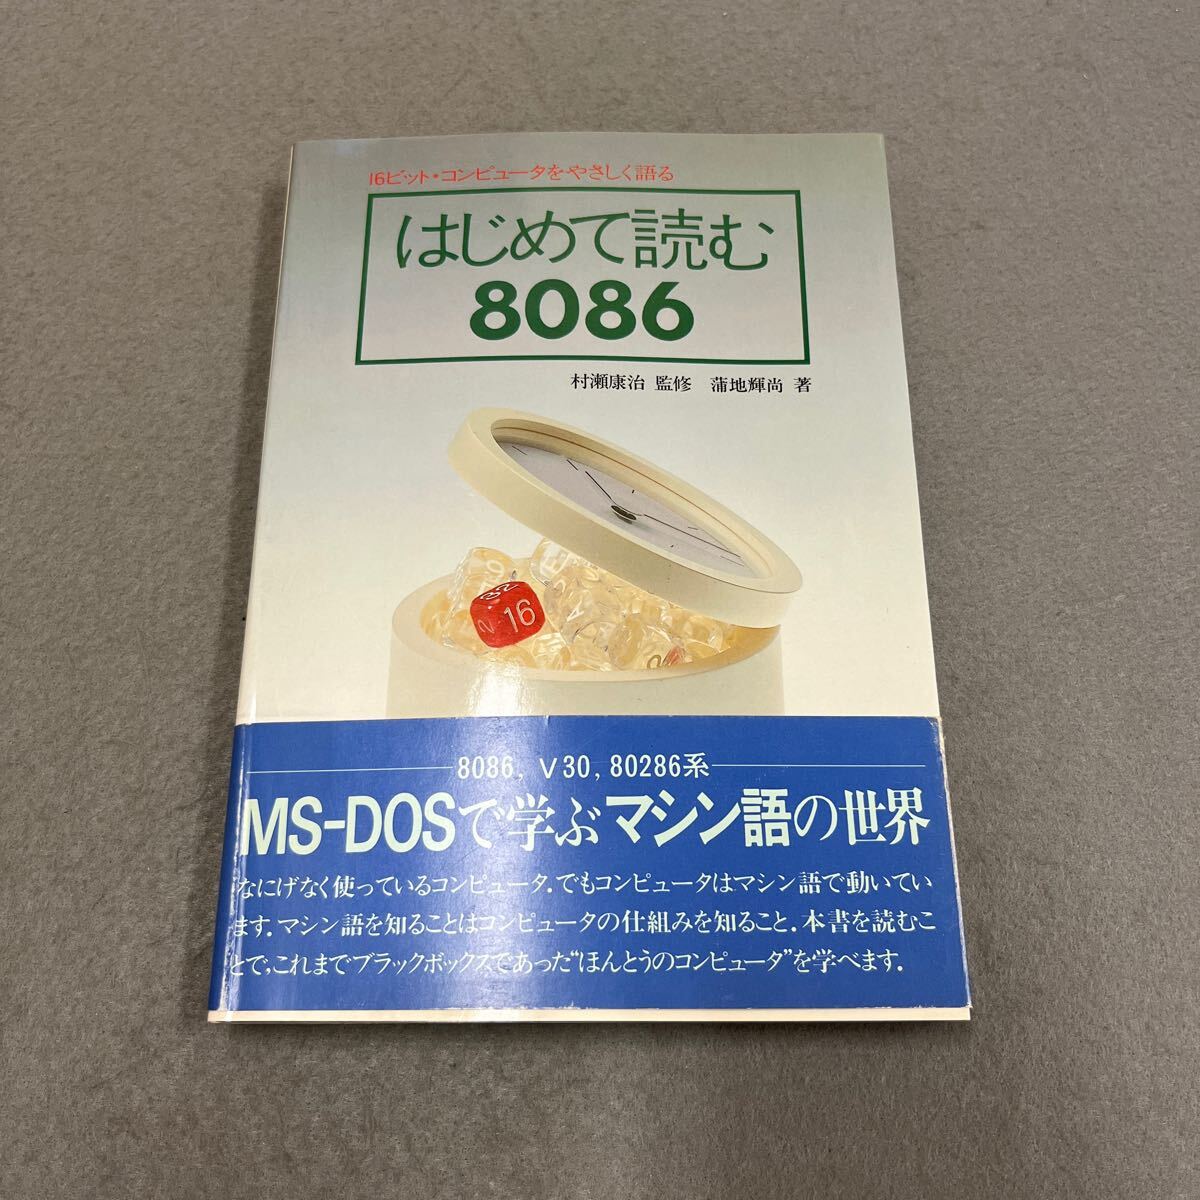 16ビット・コンピュータをやさしく語る
はじめて読む
8086
村瀬康治 監修 蒲地輝尚 著
16
2
8086, V30, 80286系
MS-DOSで学ぶマシン語の世界
なにげなく使っているコンピュータ.でもコンピュータはマシン語で動いてい
ます.マシン語を知ることはコンピュータの仕組みを知ること.本書を読むこ
とで,これまでブラックボックスであった“ほんとうのコンピュータ”を学べます.